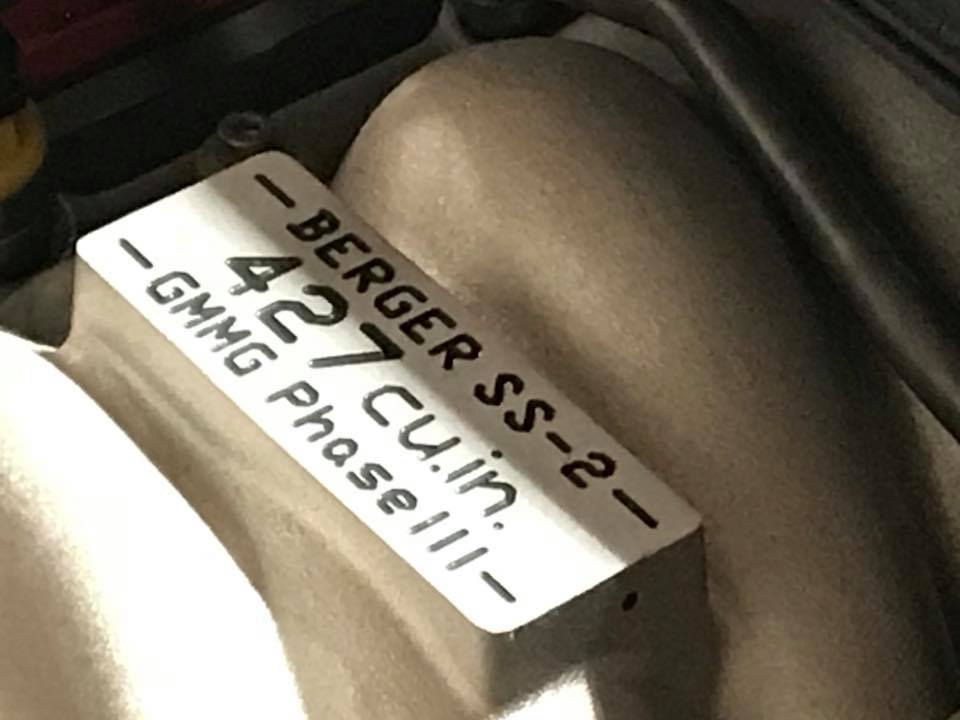 - BERGER SS-2 -
427 cu.in.
- GMMG Phase III -